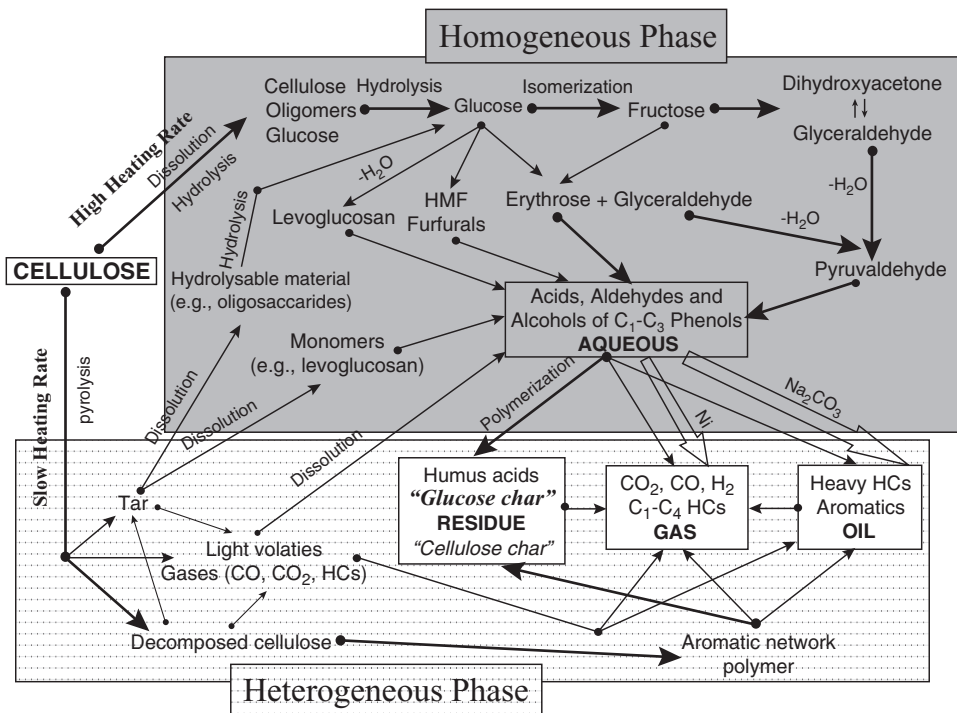 Homogeneous Phase
Cellulose
Oligomers
Glucose
Hydrolysis
Glucose
Isomerization
Fructose
Dihydroxyacetone
Glyceraldehyde
High Heating Rate
Dissolution
Hydrolysis
-H₂O
-H₂O
Levoglucosan
HMF
Furfurals
Erythrose + Glyceraldehyde
-H₂O
Hydrolysis
CELLULOSE
Hydrolysable material
(e.g., oligosaccarides)
Pyruvaldehyde
Acids, Aldehydes and
Alcohols of C₁-C₃ Phenols
AQUEOUS
Monomers
(e.g., levoglucosan)
Slow Heating Rate
pyrolysis
Dissolution
Dissolution
Dissolution
Polymerization
Ni
Na₂CO₃
Tar
Humus acids
"Glucose char"
RESIDUE
"Cellulose char"
CO₂, CO, H₂
C₁-C₄ HCs
GAS
Heavy HCs
Aromatics
OIL
Light volaties
Gases (CO, CO₂, HCs)
Decomposed cellulose
Aromatic network
polymer
Heterogeneous Phase